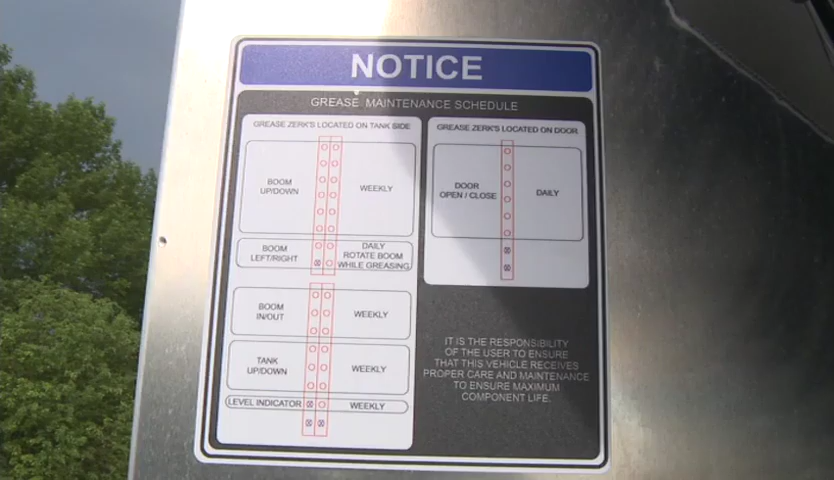 NOTICE
GREASE MAINTENANCE SCHEDULE
GREASE ZERK'S LOCATED ON TANK SIDE
BOOM
UP/DOWN
WEEKLY
BOOM
LEFT/RIGHT
DAILY
ROTATE BOOM
WHILE GREASING
BOOM
IN/OUT
WEEKLY
TANK
UP/DOWN
WEEKLY
LEVEL INDICATOR
WEEKLY
GREASE ZERK'S LOCATED ON DOOR
DOOR
OPEN / CLOSE
DAILY
IT IS THE RESPONSIBILITY
OF THE USER TO ENSURE
THAT THIS VEHICLE RECEIVES
PROPER CARE AND MAINTENANCE
TO ENSURE MAXIMUM
COMPONENT LIFE.